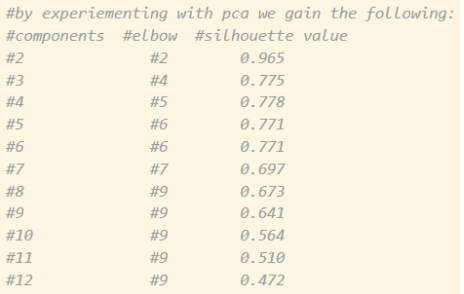 #by experiementing with pca we gain the following:
#components #elbow #silhouette value
#2 #2 0.965
#3 #4 0.775
#4 #5 0.778
#5 #6 0.771
#6 #6 0.771
#7 #7 0.697
#8 #9 0.673
#9 #9 0.641
#10 #9 0.564
#11 #9 0.510
#12 #9 0.472